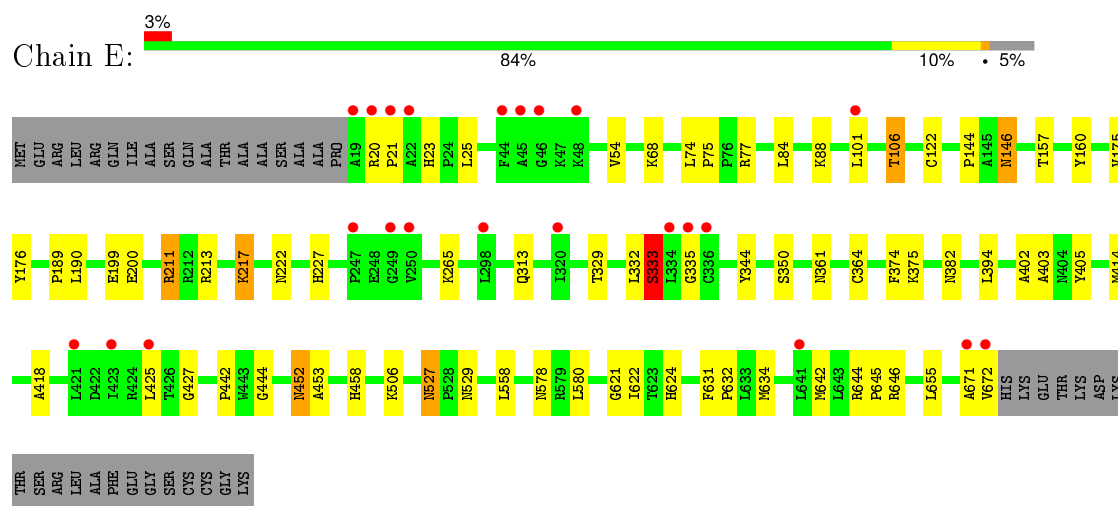 3%
Chain E:
84% 10% • 5%
MET GLU ARG LEU ARG GLN ILE ALA SER GLN ALA THR ALA ALA SER ALA ALA PRO A19 R20 P21 A22 H23 P24 L25 F44 A45 G46 K47 K48 V54 K68 L74 P75 P76 R77 L84 K88 L101 T106 C122 P144 A145 N146 T157 Y160 V175
Y176 P189 L190 E199 E200 R211 R212 R213 K217 N222 H227 P247 E248 G249 V250 K265 L298 Q313 I320 T329 L332 S333 L334 G335 C336 Y344 S350 N361 C364 F374 K375 N382 L394 A402 A403 N404 Y405 M414
A418 L421 D422 I423 R424 L425 T426 G427 P442 W443 G444 N452 A453 H458 K506 N527 P528 N529 L558 N578 R579 L580 G621 I622 T623 H624 F631 P632 L633 M634 L641 M642 L643 R644 P645 R646 L655 A671 V672 HIS LYS GLU THR LYS ASP LYS
THR SER ARG LEU ALA PHE GLU GLY SER CYS CYS GLY LYS